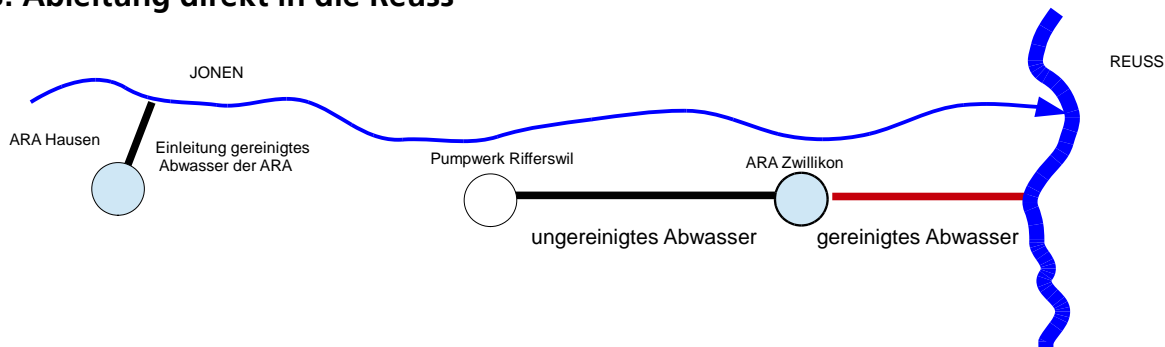 Ableitung direkt in die Reuss
REUSS
JONEN
ARA Hausen
Einleitung gereinigtes
Abwasser der ARA
Pumpwerk Rifferswil
ARA Zwillikon
ungereinigtes Abwasser
gereinigtes Abwasser